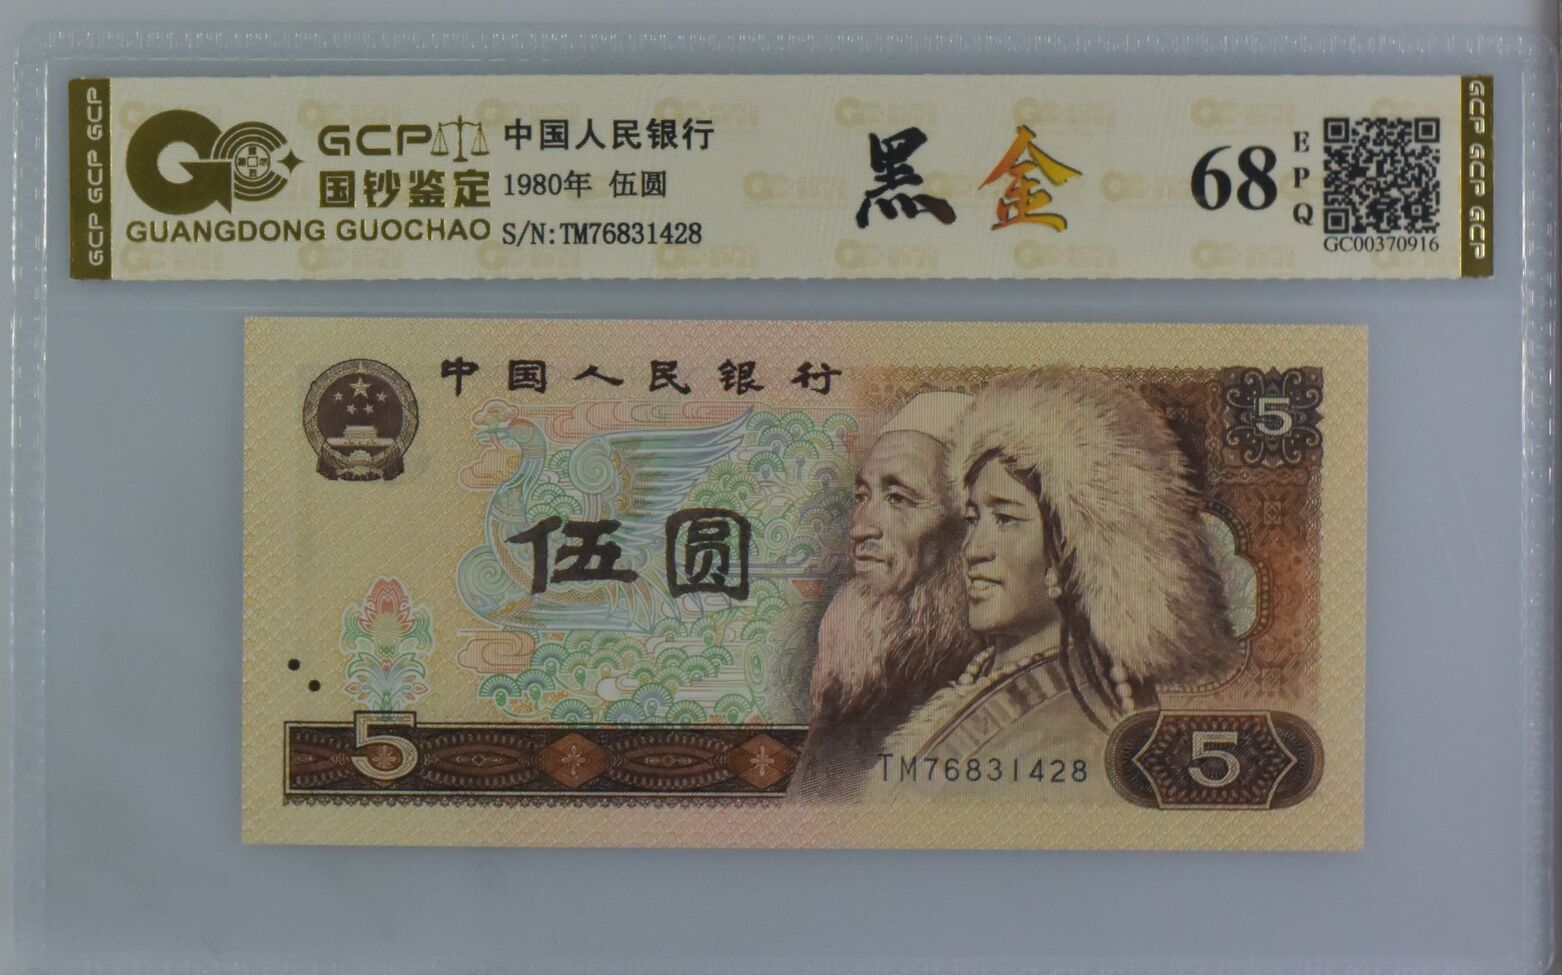 GCP GCP GCP
GCP
国钞鉴定
GUANGDONG GUOCHAO
中国人民银行
1980年 伍圆
S/N:TM76831428
黑金
68
EPQ
GC00370916
GCP GCP GCP
中国人民银行
5
伍圆
5
TM76831428
5